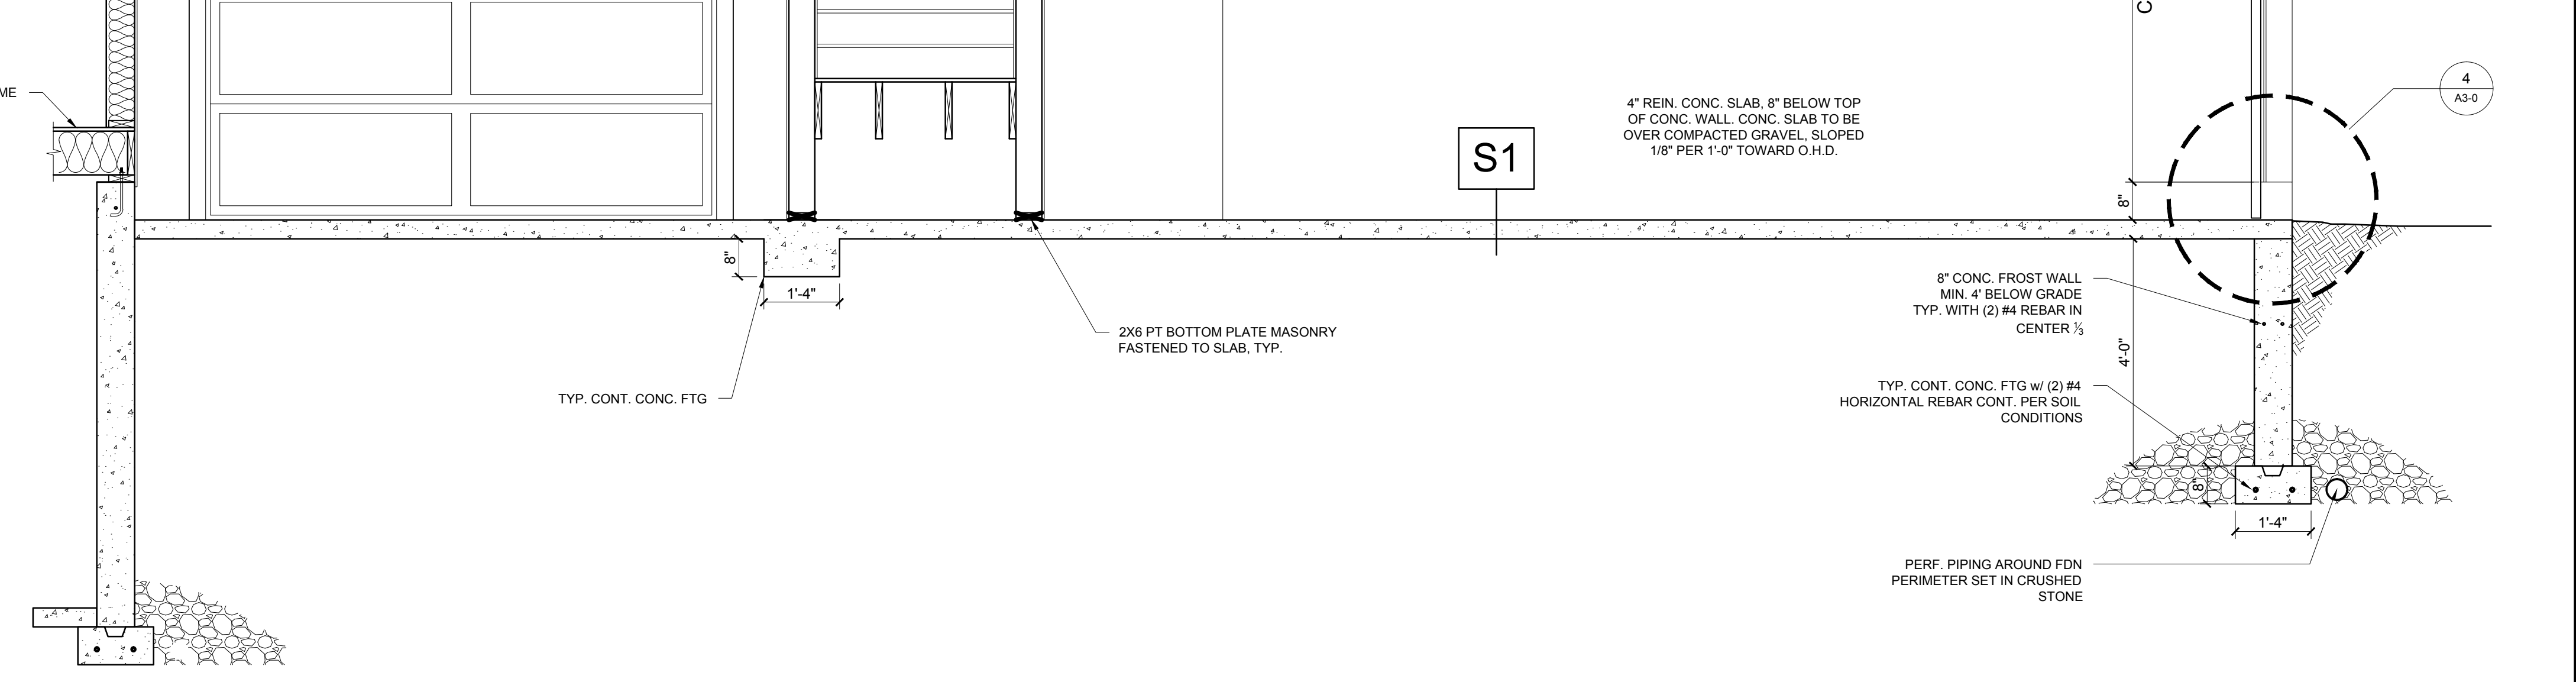 ME
C
4
A3-0
4" REIN. CONC. SLAB, 8" BELOW TOP
OF CONC. WALL. CONC. SLAB TO BE
OVER COMPACTED GRAVEL, SLOPED
1/8" PER 1'-0" TOWARD O.H.D.
S1
8"
8"
1'-4"
8" CONC. FROST WALL
MIN. 4' BELOW GRADE
TYP. WITH (2) #4 REBAR IN
CENTER ⅓
2X6 PT BOTTOM PLATE MASONRY
FASTENED TO SLAB, TYP.
4'-0"
TYP. CONT. CONC. FTG
TYP. CONT. CONC. FTG w/ (2) #4
HORIZONTAL REBAR CONT. PER SOIL
CONDITIONS
8"
1'-4"
PERF. PIPING AROUND FDN
PERIMETER SET IN CRUSHED
STONE